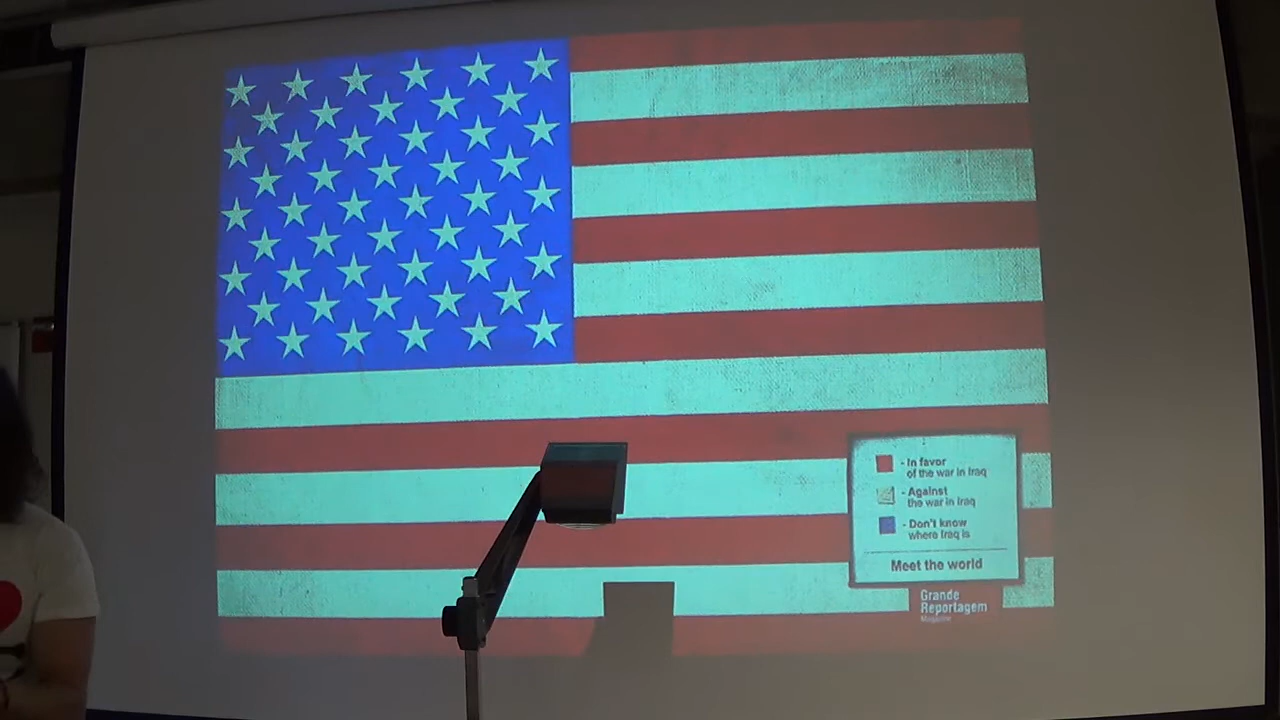 - In favor
of the war in Iraq
- Against
the war in Iraq
- Don't know
where Iraq is
Meet the world
Grande
Reportagem
Magazine